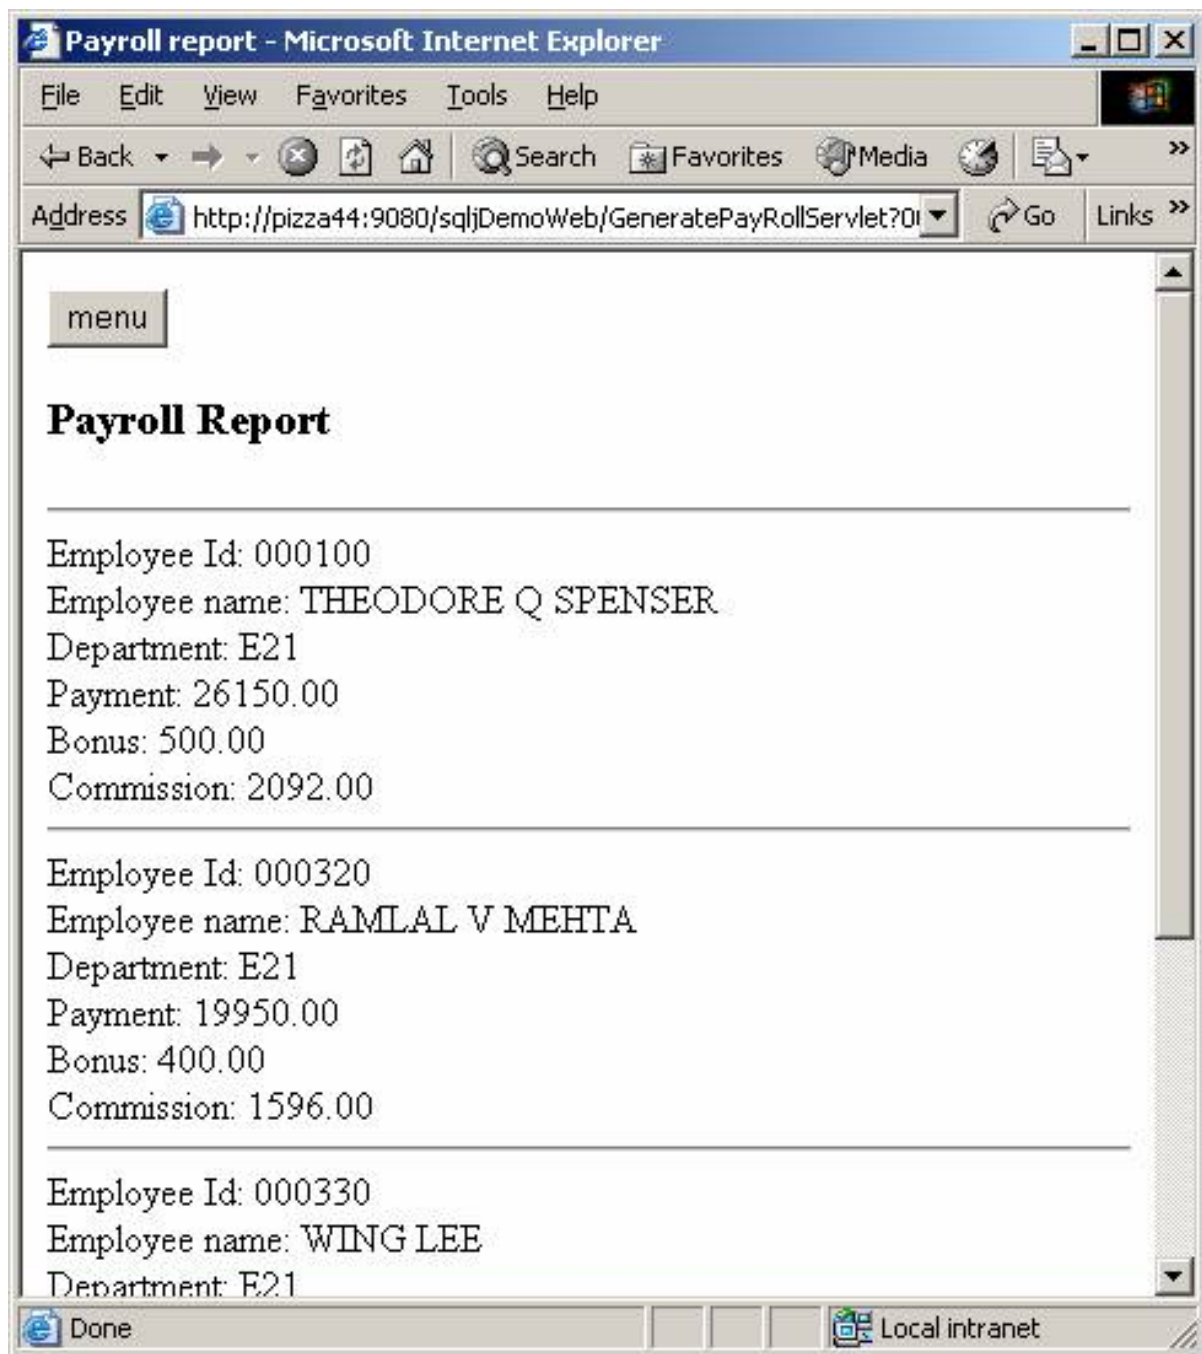 Payroll report - Microsoft Internet Explorer
File Edit View Favorites Tools Help
Back Search Favorites Media »
Address http://pizza44:9080/sqljDemoWeb/GeneratePayRollServlet?0 Go Links »
menu
Payroll Report
Employee Id: 000100
Employee name: THEODORE Q SPENSER
Department: E21
Payment: 26150.00
Bonus: 500.00
Commission: 2092.00
Employee Id: 000320
Employee name: RAMLAL V MEHTA
Department: E21
Payment: 19950.00
Bonus: 400.00
Commission: 1596.00
Employee Id: 000330
Employee name: WING LEE
Department: E21
Done Local intranet